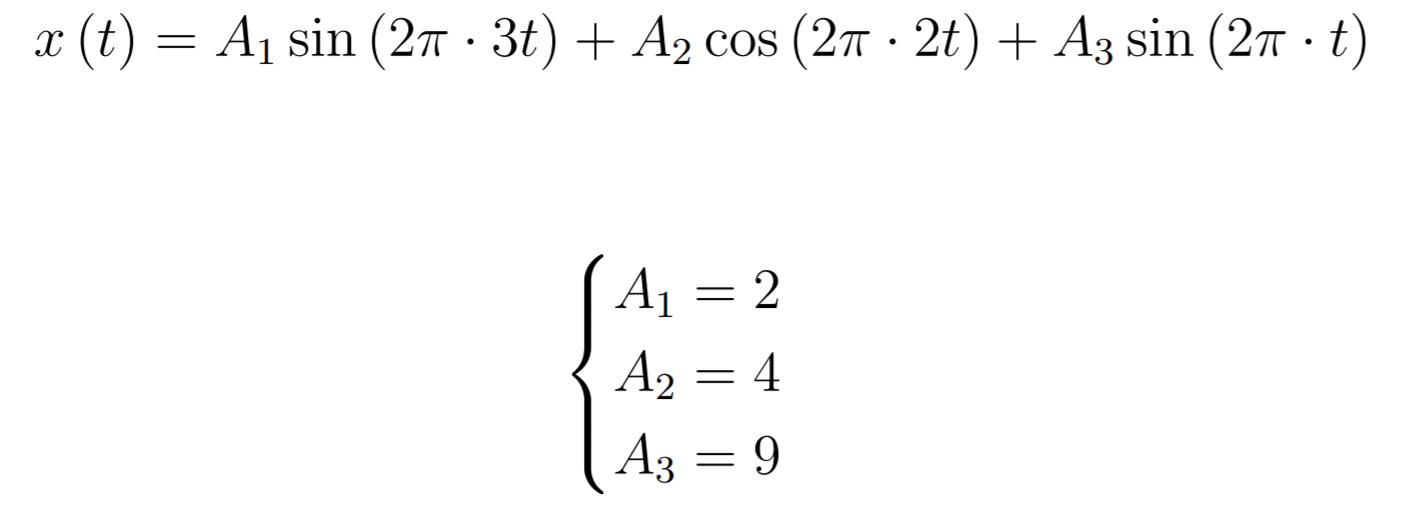 x (t) = A₁ sin (2π · 3t) + A₂ cos (2π · 2t) + A₃ sin (2π · t)
A₁ = 2
A₂ = 4
A₃ = 9